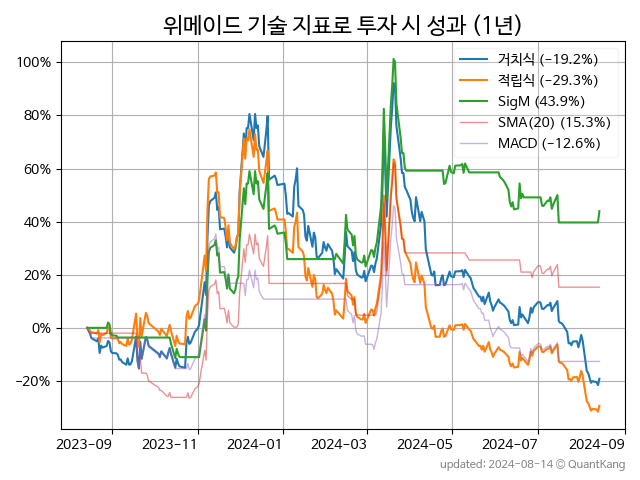 위메이드 기술 지표로 투자 시 성과 (1년)
거치식 (-19.2%)
적립식 (-29.3%)
SigM (43.9%)
SMA(20) (15.3%)
MACD (-12.6%)
100%
80%
60%
40%
20%
0%
-20%
2023-09 2023-11 2024-01 2024-03 2024-05 2024-07 2024-09
updated: 2024-08-14 © QuantKang